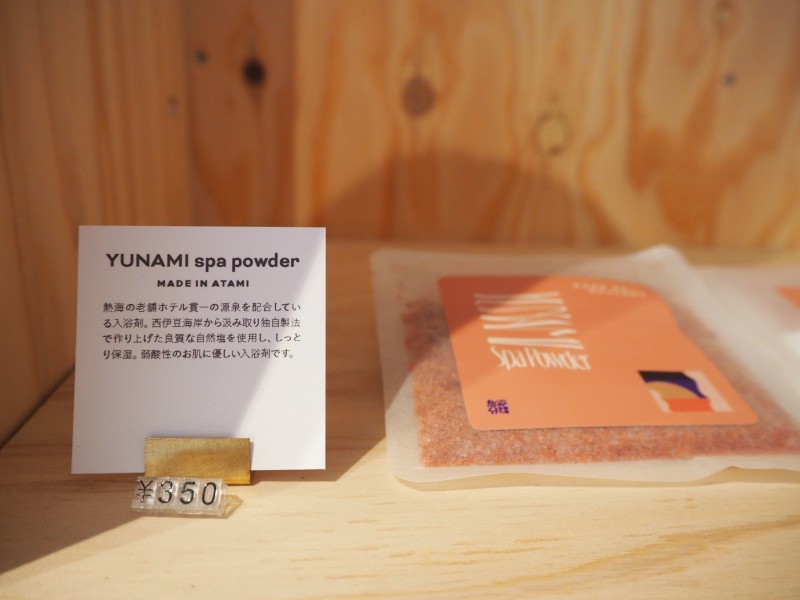 YUNAMI spa powder
MADE IN ATAMI
熱海の老舗ホテル貫一の源泉を配合してい
る入浴剤。西伊豆海岸から汲み取り独自製法
で作り上げた良質な自然塩を使用し、しっと
り保湿。弱酸性のお肌に優しい入浴剤です。
¥350
Spa Powder